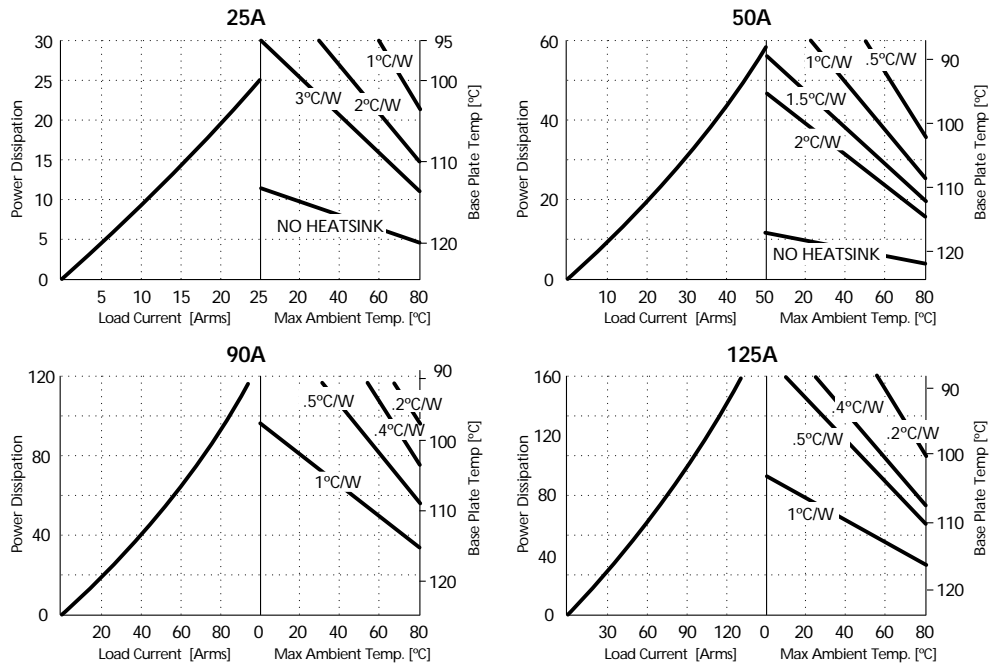 25A
Power Dissipation
30
25
20
15
10
5
0
5 10 15 20 25 20 40 60 80
Load Current [Arms] Max Ambient Temp. [ºC]
1ºC/W
2ºC/W
3ºC/W
NO HEATSINK
95
100
110
120
Base Plate Temp [ºC]
50A
Power Dissipation
60
40
20
0
10 20 30 40 50 20 40 60 80
Load Current [Arms] Max Ambient Temp. [ºC]
.5ºC/W
1ºC/W
1.5ºC/W
2ºC/W
NO HEATSINK
90
100
110
120
Base Plate Temp [ºC]
90A
Power Dissipation
120
80
40
0
20 40 60 80 0 20 40 60 80
Load Current [Arms] Max Ambient Temp. [ºC]
.5ºC/W
.2ºC/W
.4ºC/W
1ºC/W
90
100
110
120
Base Plate Temp [ºC]
125A
Power Dissipation
160
120
80
40
0
30 60 90 120 0 20 40 60 80
Load Current [Arms] Max Ambient Temp. [ºC]
.4ºC/W
.2ºC/W
.5ºC/W
1ºC/W
90
100
110
120
Base Plate Temp [ºC]